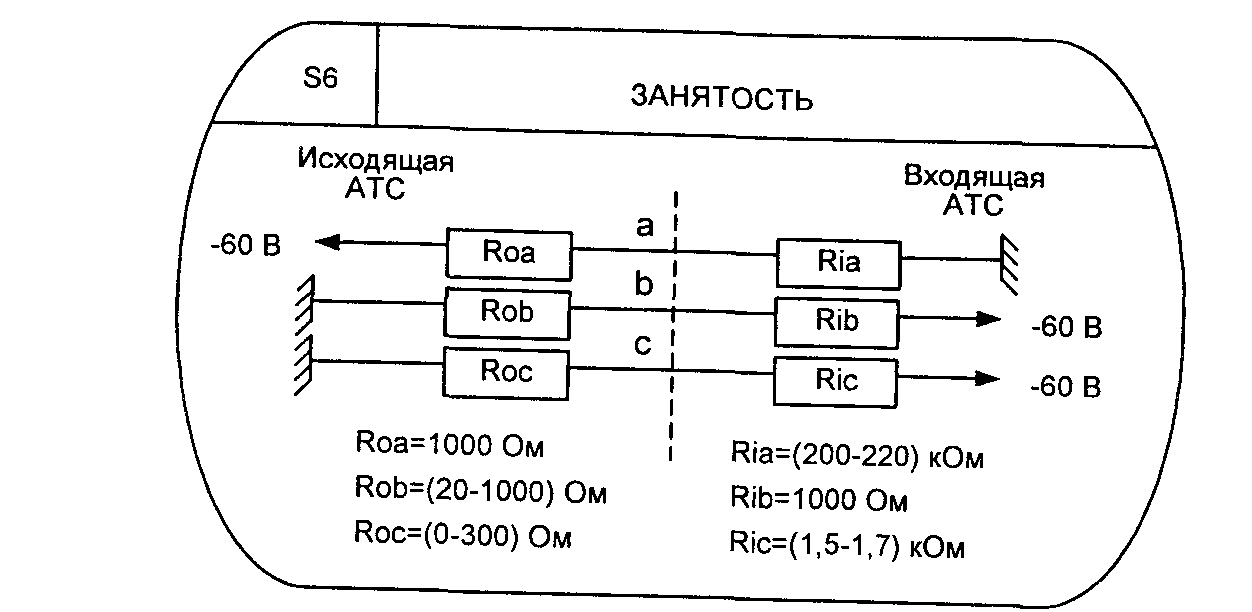 S6
ЗАНЯТОСТЬ
Исходящая
АТС
Входящая
АТС
-60 В
Roa
a
Ria
Rob
b
Rib
-60 В
Roc
c
Ric
-60 В
Roa=1000 Ом
Rob=(20-1000) Ом
Roc=(0-300) Ом
Ria=(200-220) кОм
Rib=1000 Ом
Ric=(1,5-1,7) кОм